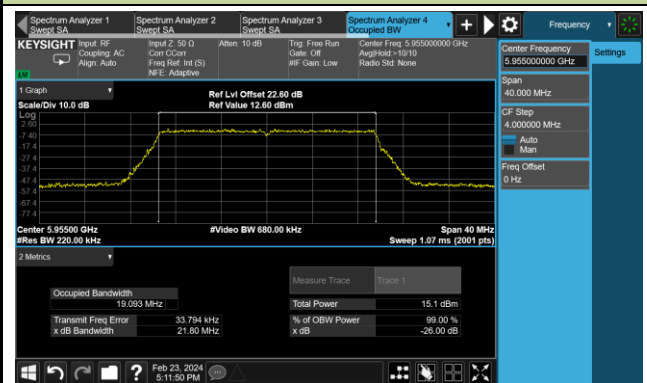 Spectrum Analyzer 1
Swept SA
Spectrum Analyzer 2
Swept SA
Spectrum Analyzer 3
Swept SA
Spectrum Analyzer 4
Occupied BW
Frequency
KEYSIGHT
Input: RF
Coupling: AC
Align: Auto
Input Z: 50 Ω
Corr CCorr
Freq Ref: Int (S)
NFE: Adaptive
Atten: 10 dB
Trig: Free Run
Gate: Off
#IF Gain: Low
Center Freq: 5.955000000 GHz
Avg|Hold:>10/10
Radio Std: None
Center Frequency
5.955000000 GHz
Settings
Span
40.000 MHz
CF Step
4.000000 MHz
Auto
Man
Freq Offset
0 Hz
1 Graph
Scale/Div 10.0 dB
Ref Lvl Offset 22.60 dB
Ref Value 12.60 dBm
Log
2.60
-7.40
-17.4
-27.4
-37.4
-47.4
-57.4
-67.4
-77.4
Center 5.95500 GHz
#Res BW 220.00 kHz
#Video BW 680.00 kHz
Span 40 MHz
Sweep 1.07 ms (2001 pts)
2 Metrics
Measure Trace
Trace 1
Occupied Bandwidth
19.093 MHz
Total Power
15.1 dBm
Transmit Freq Error
33.794 kHz
% of OBW Power
99.00 %
x dB Bandwidth
21.80 MHz
x dB
-26.00 dB
Feb 23, 2024
5:11:50 PM